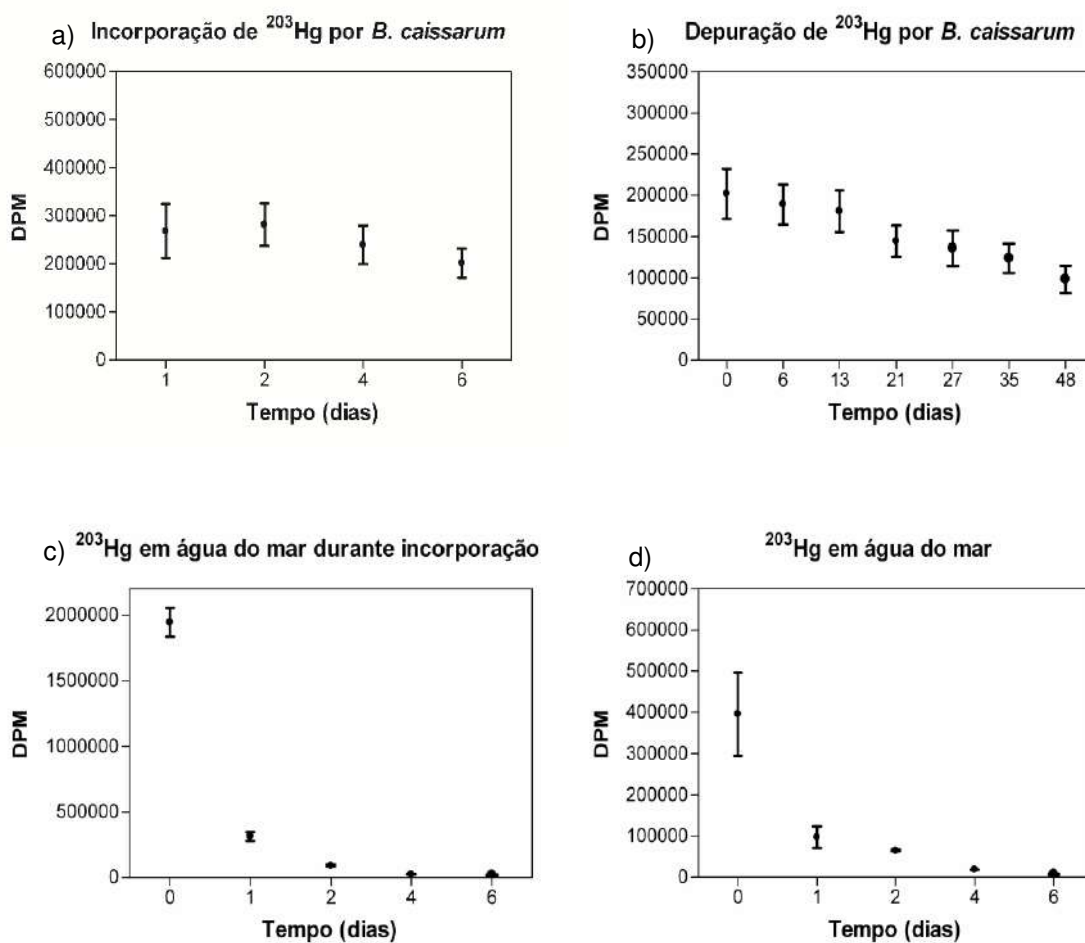 a) Incorporação de ²⁰³Hg por B. caissarum
600000
500000
400000
300000
200000
100000
0
DPM
1 2 4 6
Tempo (dias)
b) Depuração de ²⁰³Hg por B. caissarum
350000
300000
250000
200000
150000
100000
50000
0
DPM
0 6 13 21 27 35 48
Tempo (dias)
c) ²⁰³Hg em água do mar durante incorporação
2000000
1500000
1000000
500000
0
DPM
0 1 2 4 6
Tempo (dias)
d) ²⁰³Hg em água do mar
700000
600000
500000
400000
300000
200000
100000
0
DPM
0 1 2 4 6
Tempo (dias)